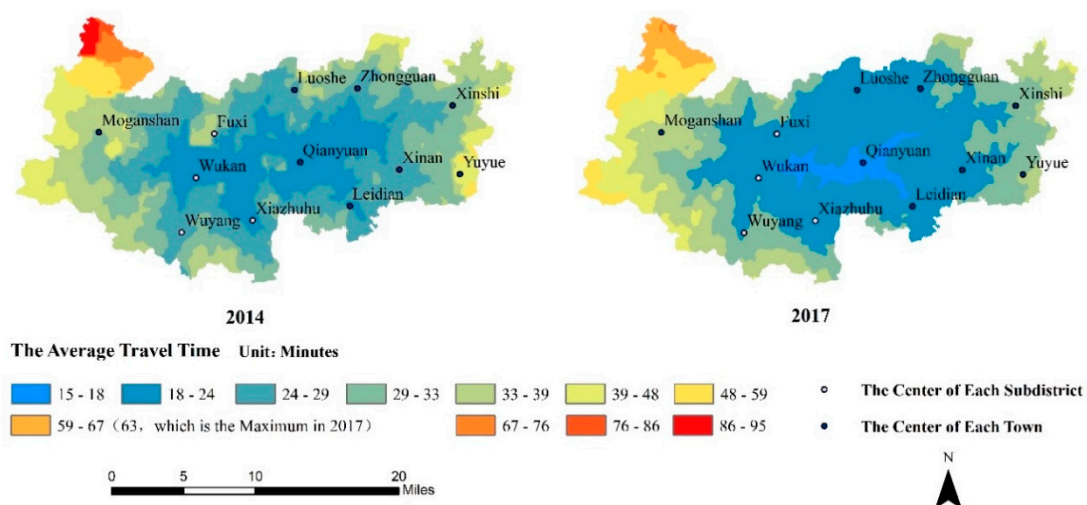 Luoshe
Zhongguan
Xinshi
Moganshan
Fuxi
Wukan
Qianyuan
Xinan
Yuyue
Leidian
Xiazhuhu
Wuyang
Luoshe
Zhongguan
Xinshi
Moganshan
Fuxi
Wukan
Qianyuan
Xinan
Yuyue
Leidian
Xiazhuhu
Wuyang
2014
2017
The Average Travel Time Unit: Minutes
15 - 18 18 - 24 24 - 29 29 - 33 33 - 39 39 - 48 48 - 59 The Center of Each Subdistrict
59 - 67（63，which is the Maximum in 2017） 67 - 76 76 - 86 86 - 95 The Center of Each Town
N
0 5 10 20
Miles